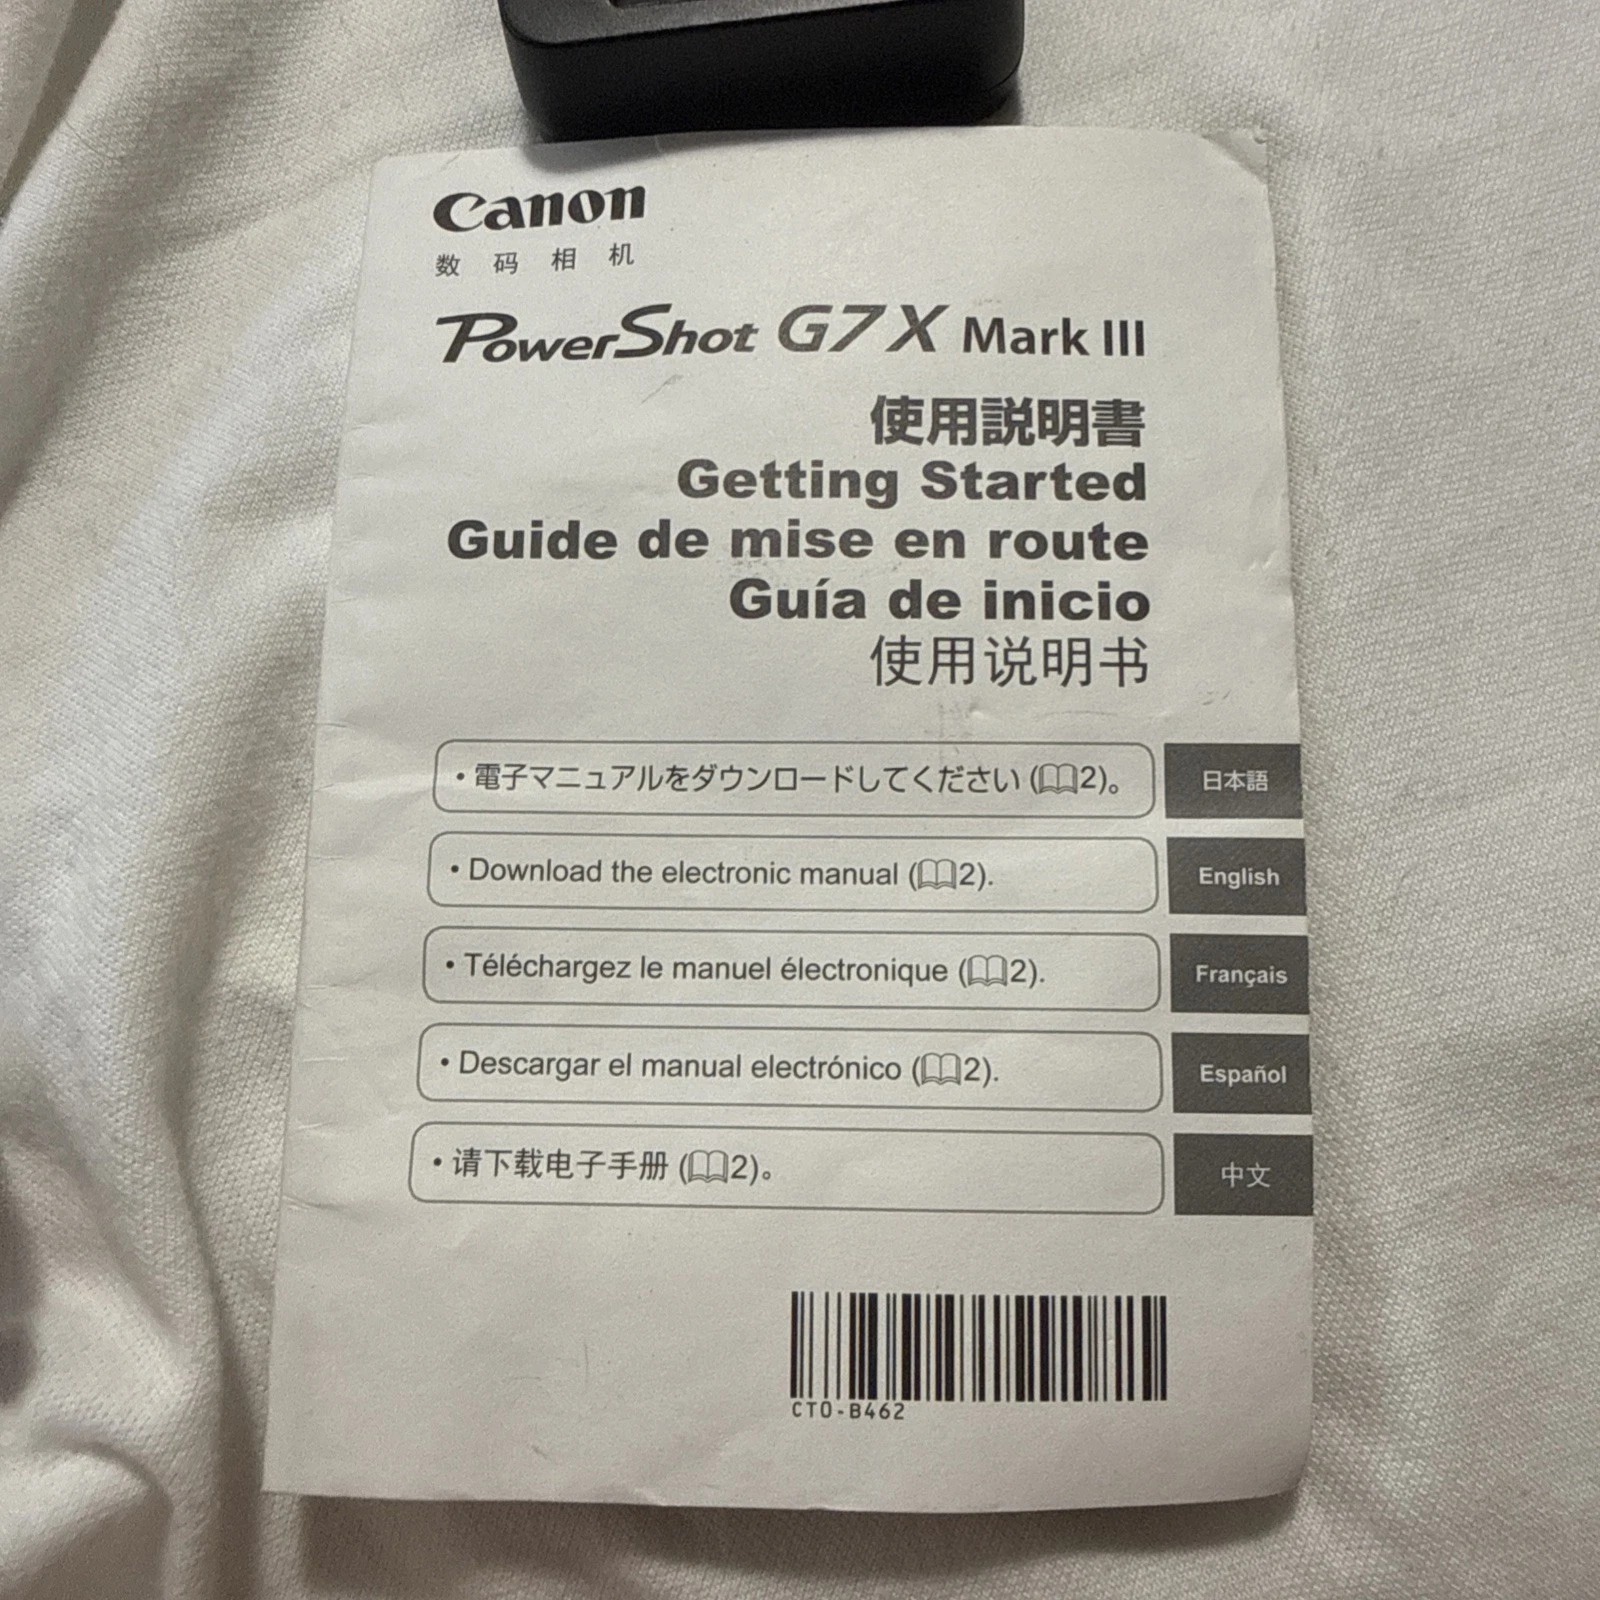 Canon
数码相机
PowerShot G7 X Mark III
使用説明書
Getting Started
Guide de mise en route
Guía de inicio
使用说明书
• 電子マニュアルをダウンロードしてください (2)。
日本語
• Download the electronic manual (2).
English
• Téléchargez le manuel électronique (2).
Français
• Descargar el manual electrónico (2).
Español
• 请下载电子手册 (2)。
中文
CT0-B462